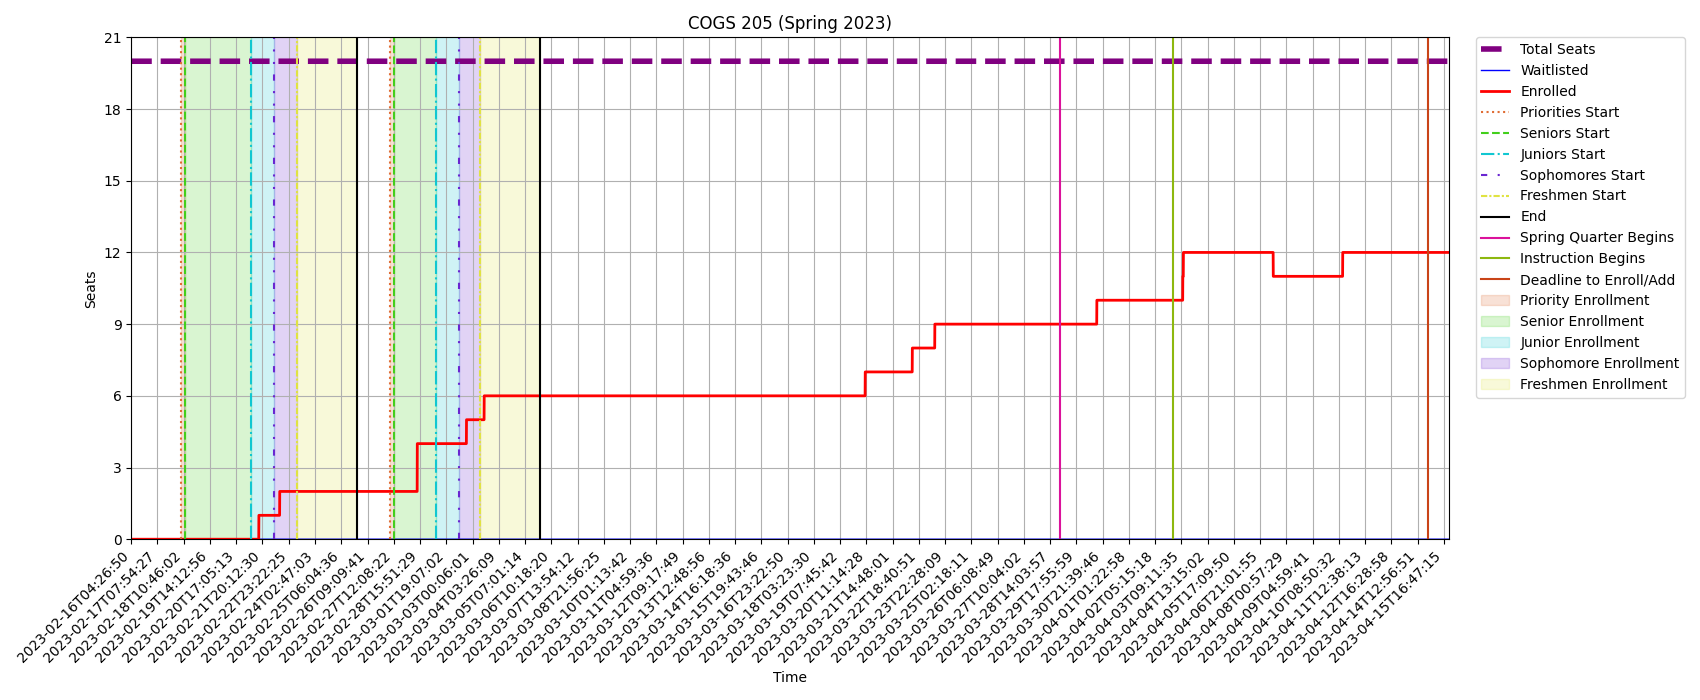 COGS 205 (Spring 2023)
21
18
15
12
9
6
3
0
Seats
2023-02-16T04:26:50
2023-02-17T07:54:27
2023-02-18T10:46:02
2023-02-19T14:12:56
2023-02-20T17:05:13
2023-02-21T20:12:30
2023-02-22T23:22:25
2023-02-24T02:47:03
2023-02-25T06:04:36
2023-02-26T09:09:41
2023-02-27T12:08:22
2023-02-28T15:51:29
2023-03-01T19:07:02
2023-03-03T00:06:01
2023-03-04T03:26:09
2023-03-05T07:01:14
2023-03-06T10:18:20
2023-03-07T13:54:12
2023-03-08T21:56:25
2023-03-10T01:13:42
2023-03-11T04:59:36
2023-03-12T09:17:49
2023-03-13T12:48:56
2023-03-14T16:18:36
2023-03-15T19:43:46
2023-03-16T23:22:50
2023-03-18T03:23:30
2023-03-19T07:45:42
2023-03-20T11:14:28
2023-03-21T14:48:01
2023-03-22T18:40:51
2023-03-23T22:28:09
2023-03-25T02:18:11
2023-03-26T06:08:49
2023-03-27T10:04:02
2023-03-28T14:03:57
2023-03-29T17:55:59
2023-03-30T21:39:46
2023-04-01T01:22:58
2023-04-02T05:15:18
2023-04-03T09:11:35
2023-04-04T13:15:02
2023-04-05T17:09:50
2023-04-06T21:01:55
2023-04-08T00:57:29
2023-04-09T04:59:41
2023-04-10T08:50:32
2023-04-11T12:38:13
2023-04-12T16:28:58
2023-04-14T12:56:51
2023-04-15T16:47:15
Time
Total Seats
Waitlisted
Enrolled
Priorities Start
Seniors Start
Juniors Start
Sophomores Start
Freshmen Start
End
Spring Quarter Begins
Instruction Begins
Deadline to Enroll/Add
Priority Enrollment
Senior Enrollment
Junior Enrollment
Sophomore Enrollment
Freshmen Enrollment